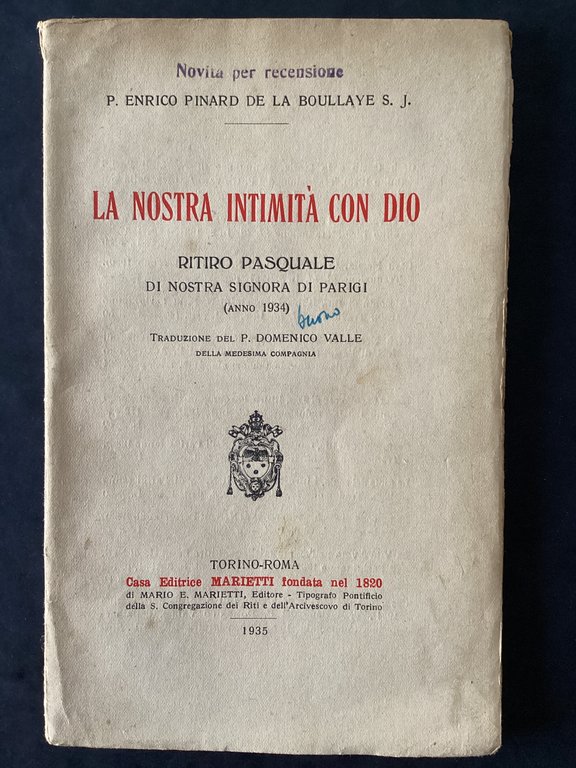 Novità per recensione
P. ENRICO PINARD DE LA BOULLAYE S. J.
LA NOSTRA INTIMITÀ CON DIO
RITIRO PASQUALE
DI NOSTRA SIGNORA DI PARIGI
(ANNO 1934)
buono
TRADUZIONE DEL P. DOMENICO VALLE
DELLA MEDESIMA COMPAGNIA
TORINO-ROMA
Casa Editrice MARIETTI fondata nel 1820
di MARIO E. MARIETTI, Editore - Tipografo Pontificio
della S. Congregazione dei Riti e dell'Arcivescovo di Torino
1935